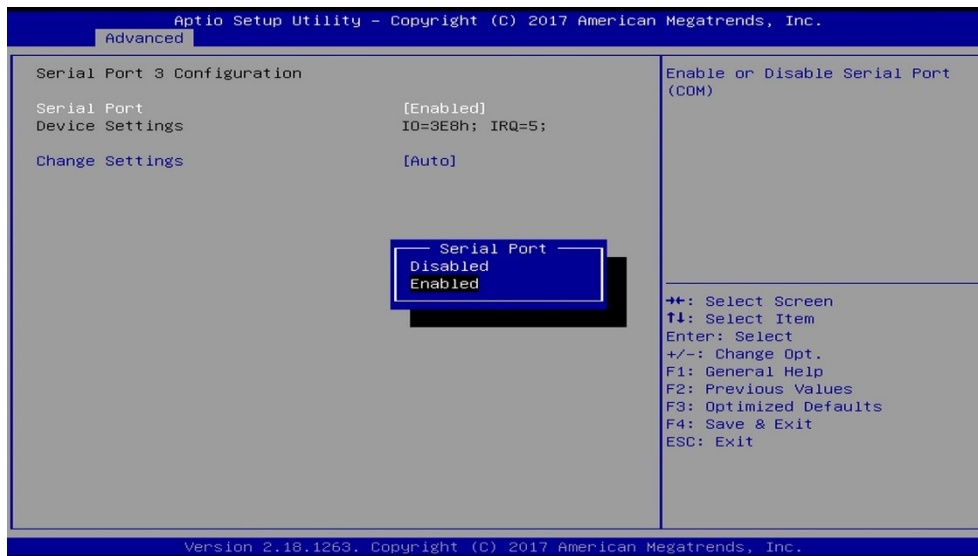 Aptio Setup Utility – Copyright (C) 2017 American Megatrends, Inc.
Advanced
Serial Port 3 Configuration
Serial Port [Enabled]
Device Settings IO=3E8h; IRQ=5;
Change Settings [Auto]
Serial Port
Disabled
Enabled
Enable or Disable Serial Port
(COM)
→←: Select Screen
↑↓: Select Item
Enter: Select
+/-: Change Opt.
F1: General Help
F2: Previous Values
F3: Optimized Defaults
F4: Save & Exit
ESC: Exit
Version 2.18.1263. Copyright (C) 2017 American Megatrends, Inc.